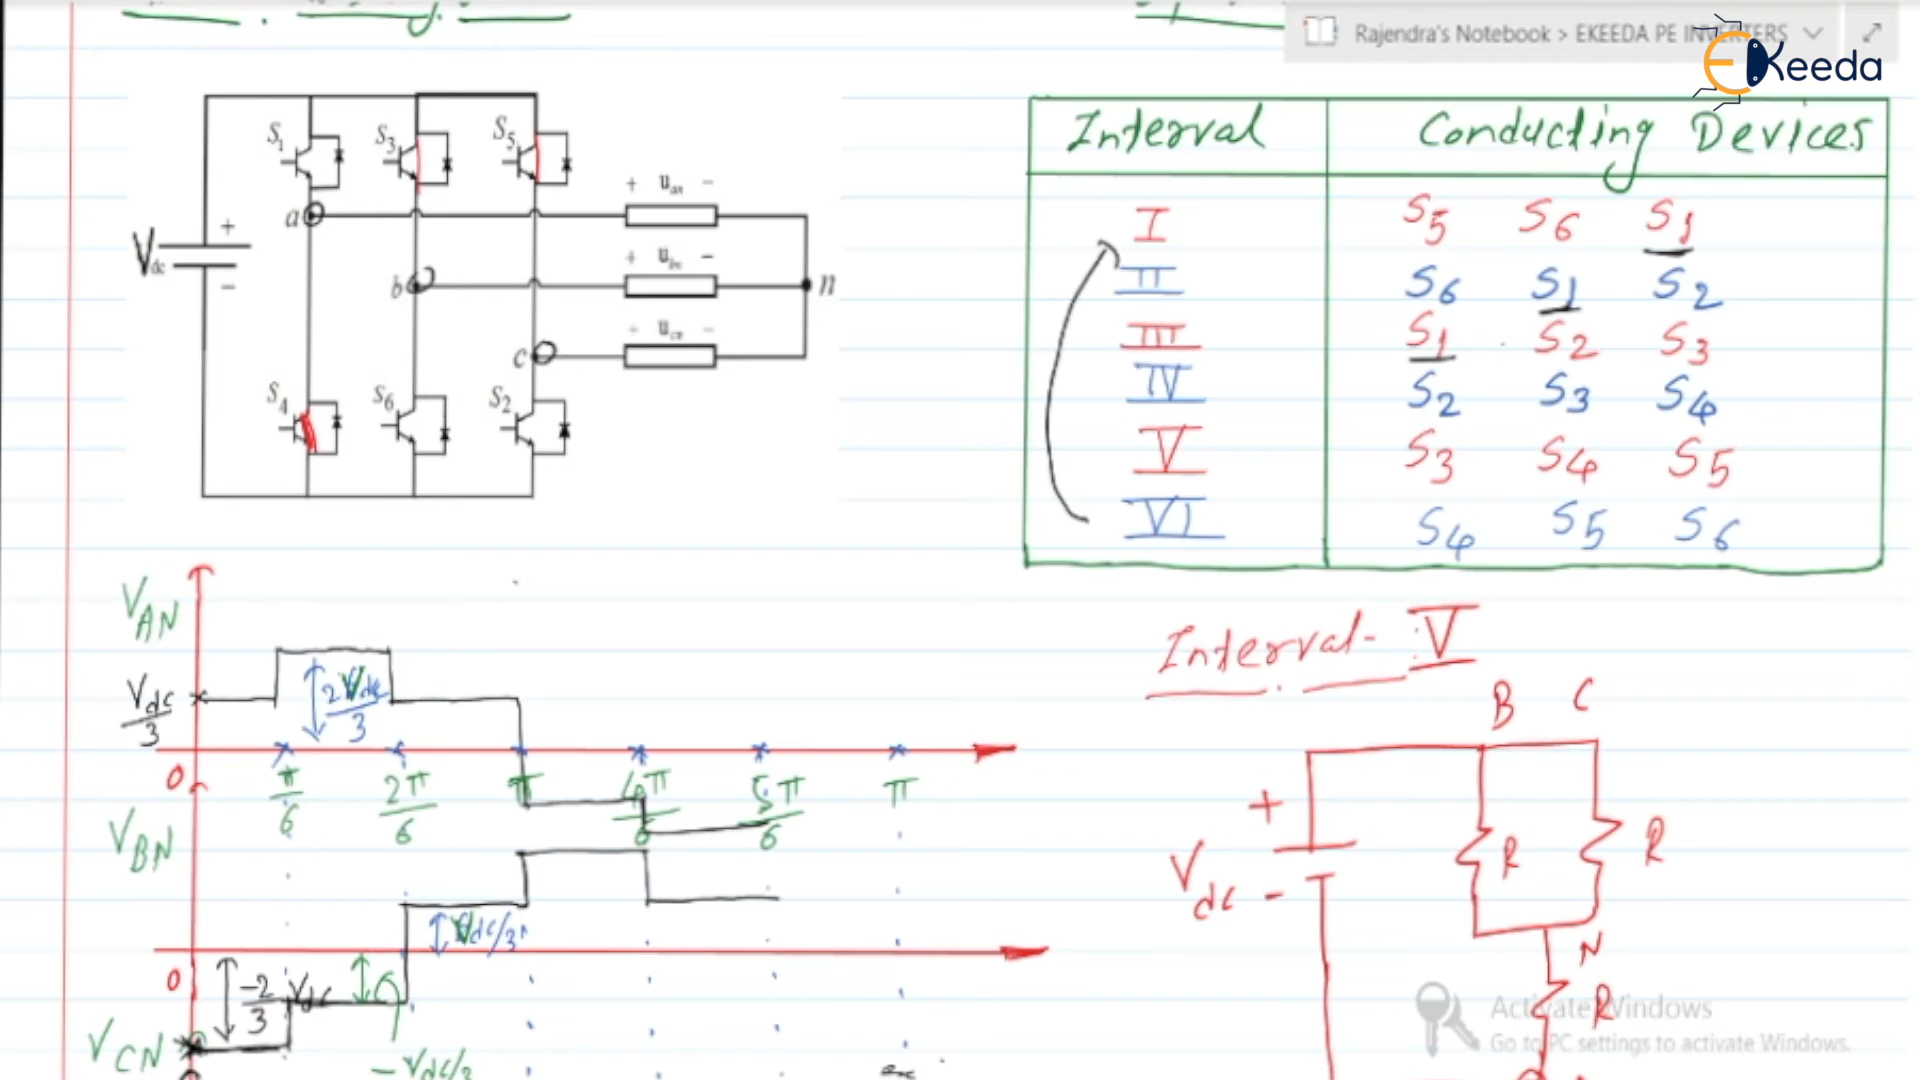 Rajendra's Notebook > EKEEDA PE INVERTERS
EKeeda
Interval Conducting Devices
I S5 S6 S1
II S6 S1 S2
III S1 S2 S3
IV S2 S3 S4
V S3 S4 S5
VI S4 S5 S6
S1 S3 S5
+ uan −
a
Vdc + −
+ ubn −
b n
+ ucn −
c
S4 S6 S2
VAN
Vdc/3
2Vdc/3
0 π/6 2π/6 π 4π/6 5π/6 π
VBN
Vdc/3
0
-2/3 Vdc
VCN
-Vdc/3
Interval- V
B C
+
Vdc
-
R R
N
R
Activate Windows
Go to PC settings to activate Windows.